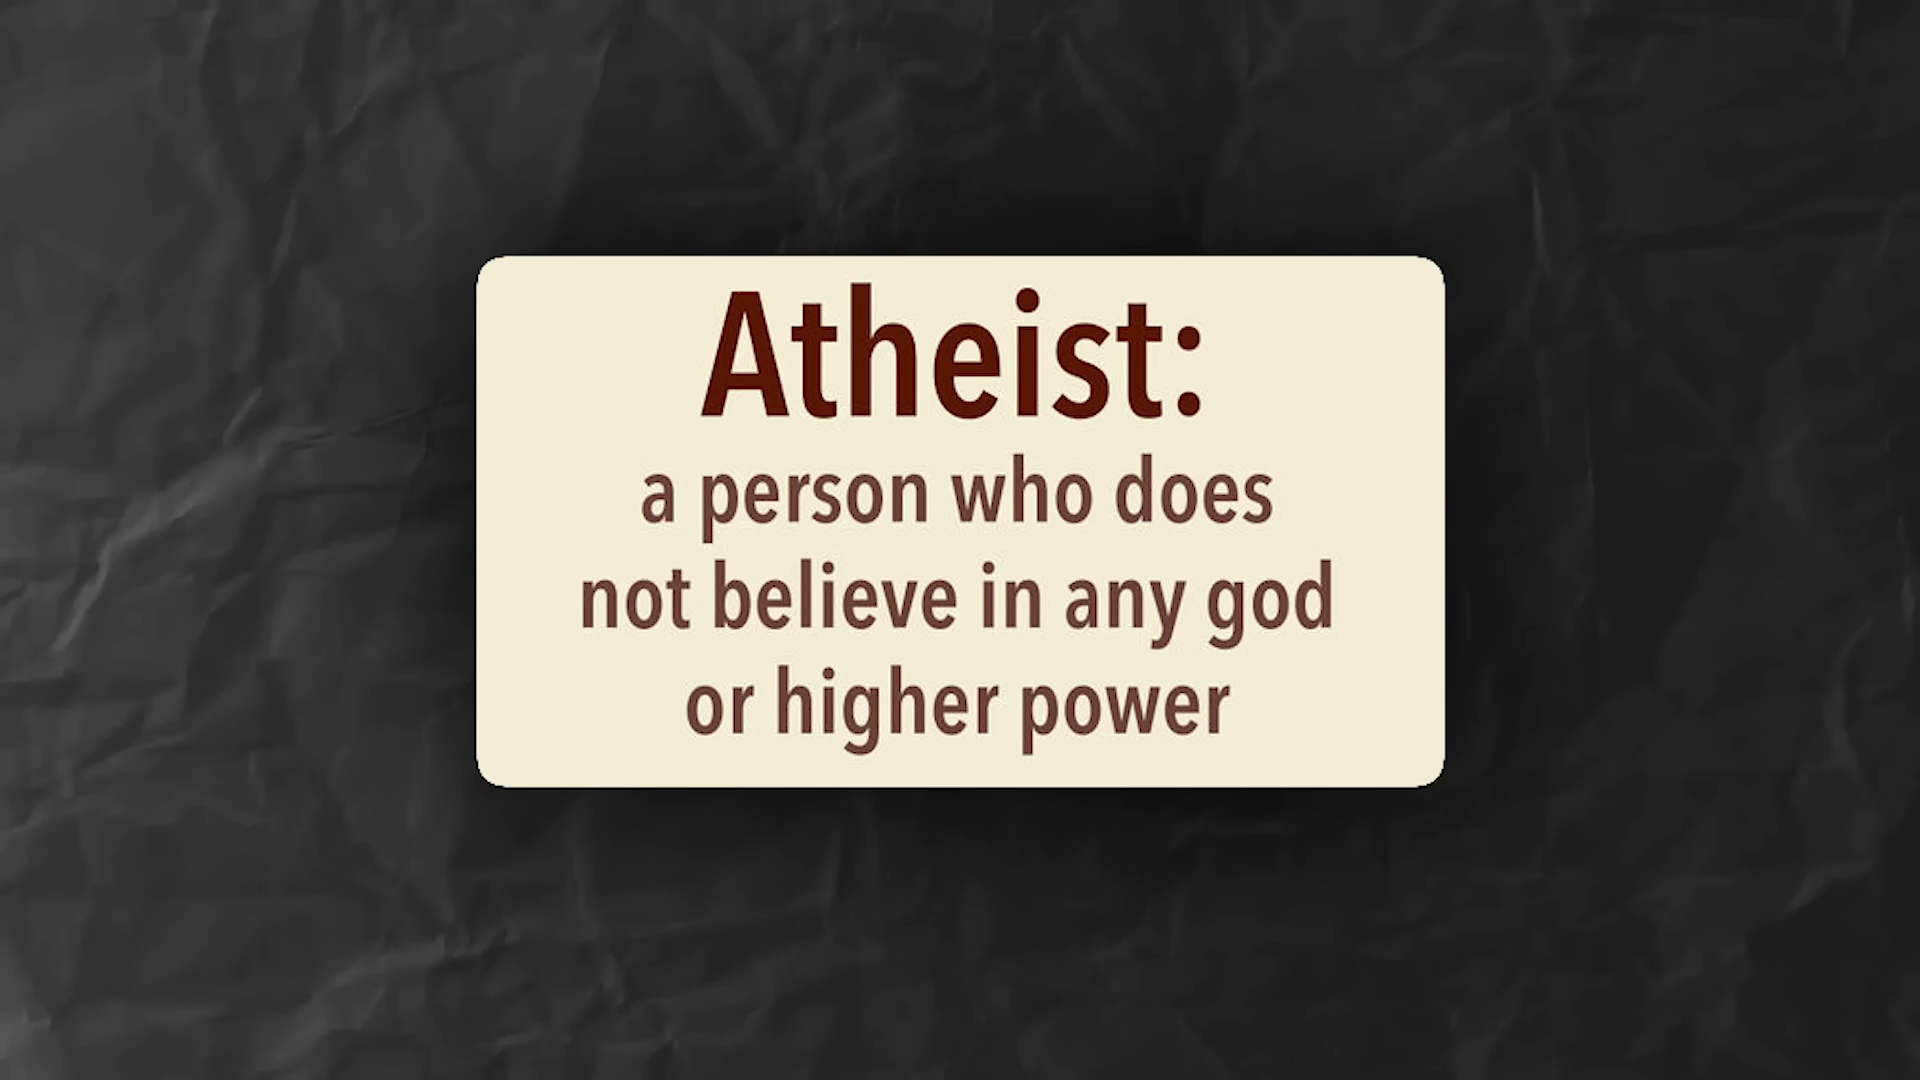 Atheist:
a person who does
not believe in any god
or higher power